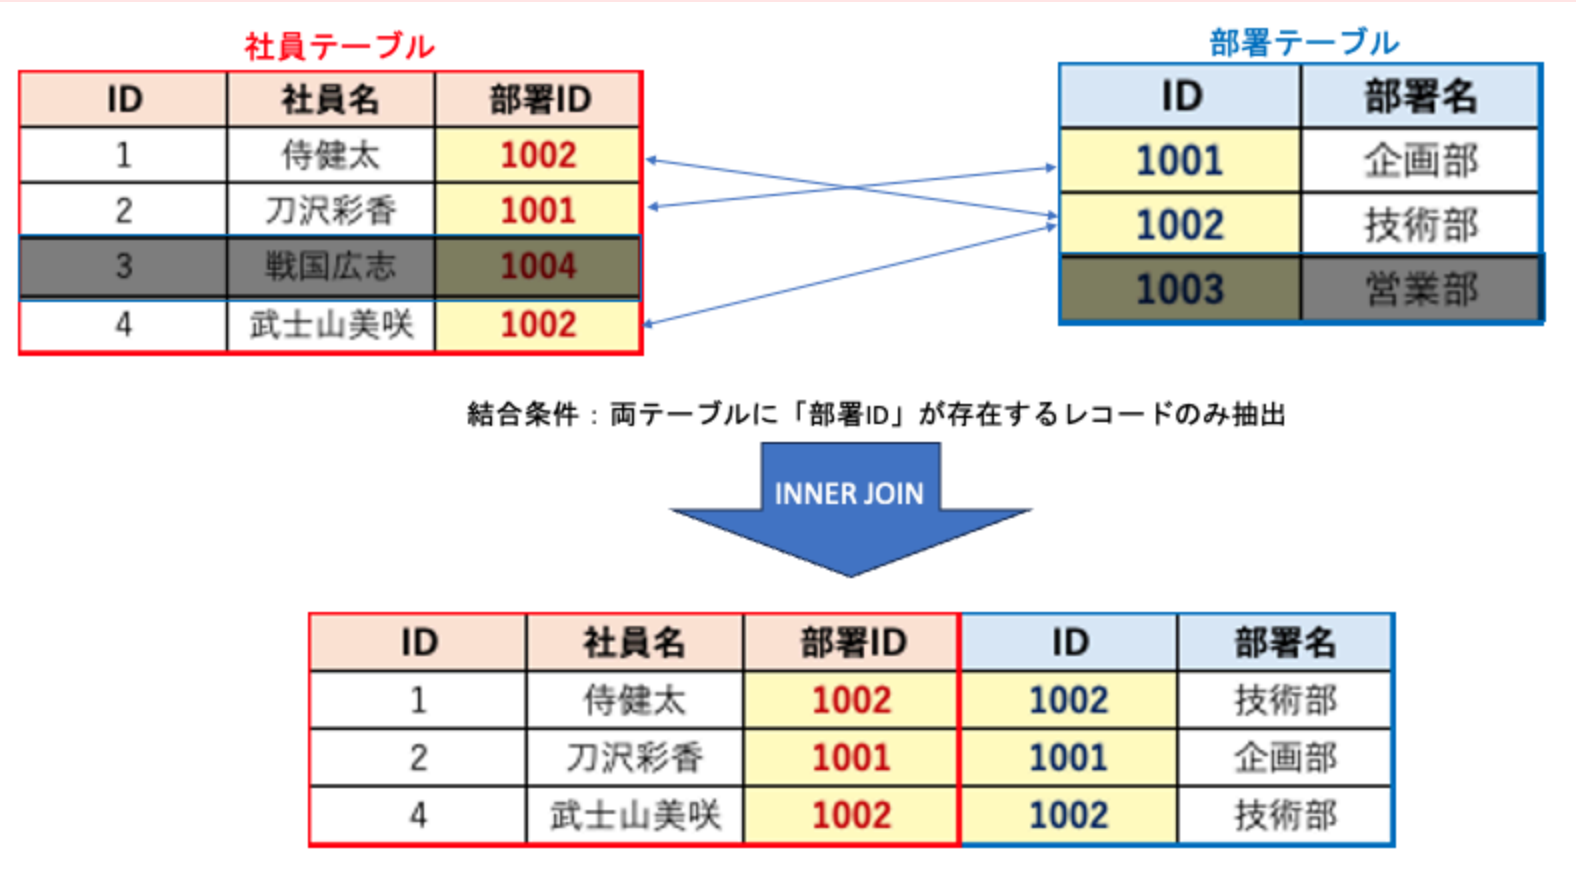 社員テーブル
ID 社員名 部署ID
1 侍健太 1002
2 刀沢彩香 1001
3 戦国広志 1004
4 武士山美咲 1002
部署テーブル
ID 部署名
1001 企画部
1002 技術部
1003 営業部
結合条件：両テーブルに「部署ID」が存在するレコードのみ抽出
INNER JOIN
ID 社員名 部署ID ID 部署名
1 侍健太 1002 1002 技術部
2 刀沢彩香 1001 1001 企画部
4 武士山美咲 1002 1002 技術部